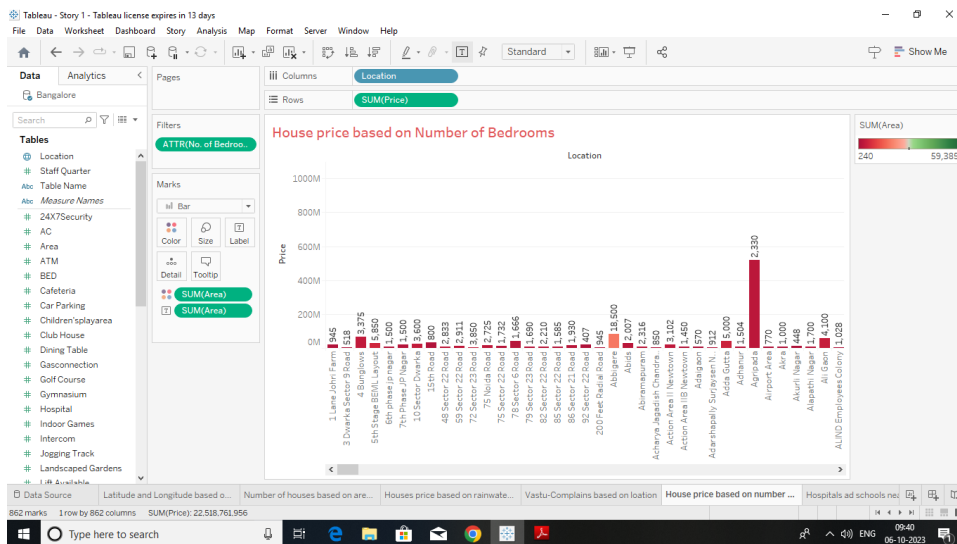 Tableau - Story 1 - Tableau license expires in 13 days
File Data Worksheet Dashboard Story Analysis Map Format Server Window Help
Standard
Show Me
Data Analytics
Bangalore
Search
Tables
Location
Staff Quarter
Abc Table Name
Abc Measure Names
24X7Security
AC
Area
ATM
BED
Cafeteria
Car Parking
Children'splayarea
Club House
Dining Table
Gasconnection
Golf Course
Gymnasium
Hospital
Indoor Games
Intercom
Jogging Track
Landscaped Gardens
Lift Available
Pages
Filters
ATTR(No. of Bedroo..
Marks
Bar
Color Size Label
Detail Tooltip
SUM(Area)
SUM(Area)
Columns Location
Rows SUM(Price)
House price based on Number of Bedrooms
Location
Price
1000M
800M
600M
400M
200M
0M
945
518
3,375
5,850
1,500
1,500
3,600
800
2,833
2,911
3,850
2,725
1,732
1,666
1,690
2,210
1,585
1,930
407
945
18,500
2,007
2,316
850
3,102
1,450
570
912
5,000
1,504
2,330
770
1,000
448
1,700
4,100
1,028
1 Lane John Farm
3 Dwarka Sector 9 Road
4 Bunglows
5th Stage BEML Layout
6th phase jp nagar
7th Phase JP Nagar
10 Sector Dwarka
15th Road
48 Sector 22 Road
59 Sector 22 Road
72 Sector 23 Road
75 Noida Road
75 Sector 22 Road
78 Sector 6 Road
79 Sector 23 Road
82 Sector 22 Road
85 Sector 22 Road
86 Sector 21 Road
92 Sector 22 Road
200 Feet Radial Road
Abbigere
Abids
Abiramapuram
Acharya Jagadish Chandra..
Action Area II Newtown
Action Area IIB Newtown
Adaigaon
Adarshapally Surjaysen N..
Adda Gutta
Adhanur
Agripada
Airport Area
Akra
Akurli Nagar
Alapathi Nagar
Ali Gaon
ALIND Employees Colony
SUM(Area)
240 59,385
Data Source Latitude and Longitude based o... Number of houses based on are... Houses price based on rainwate... Vastu-Complains based on loation House price based on number ... Hospitals ad schools nea
862 marks 1 row by 862 columns SUM(Price): 22,518,761,956
Type here to search
ENG
09:40
06-10-2023